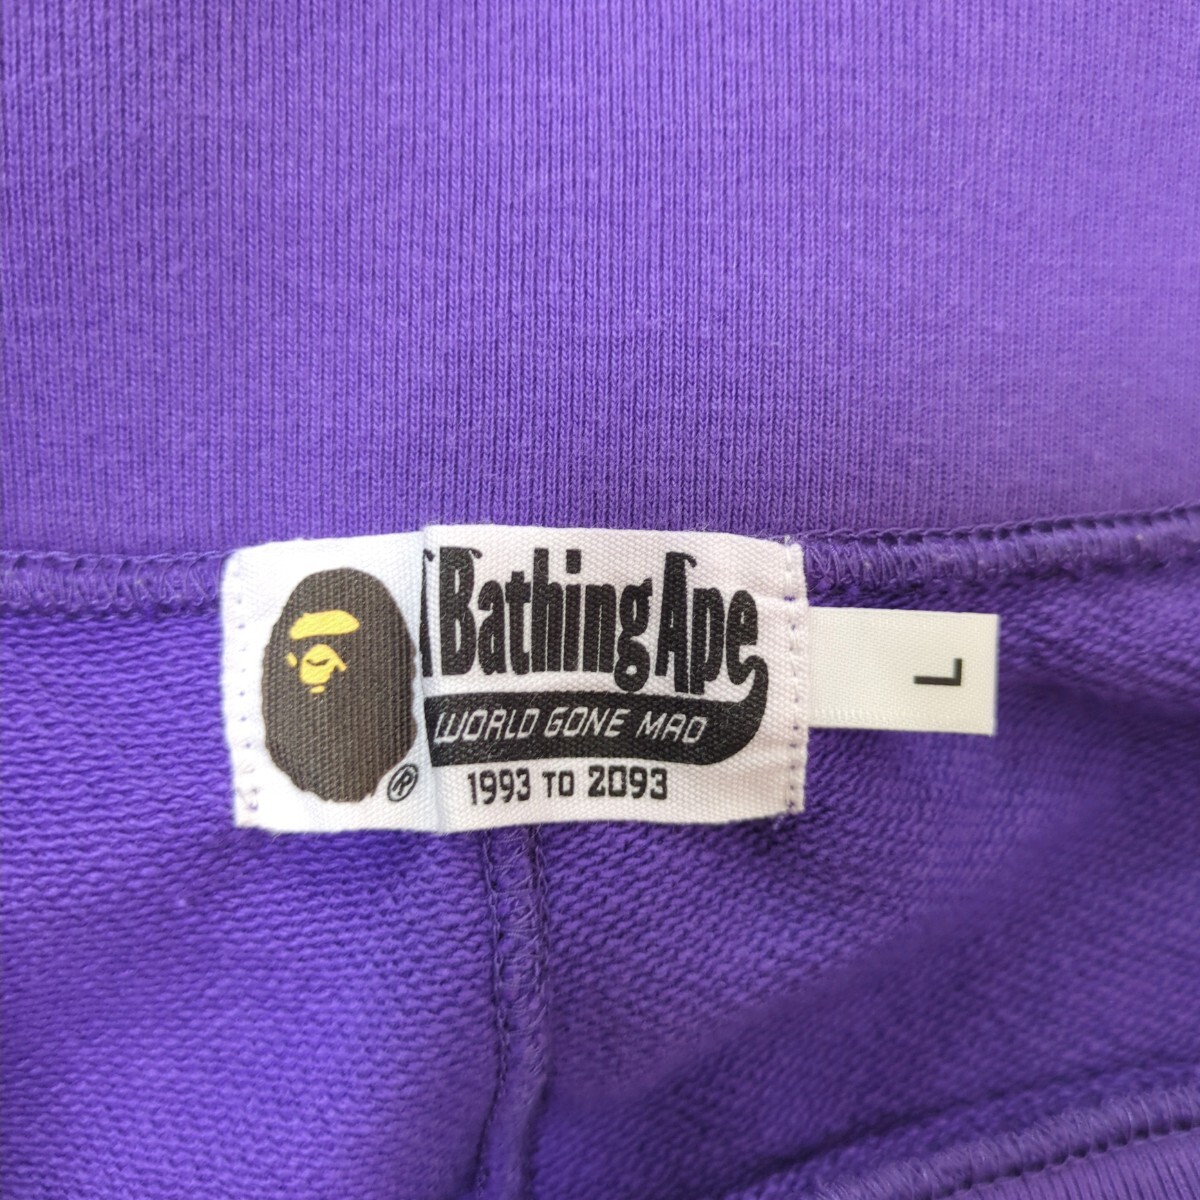 A Bathing Ape
WORLD GONE MAD
1993 TO 2093
®
L